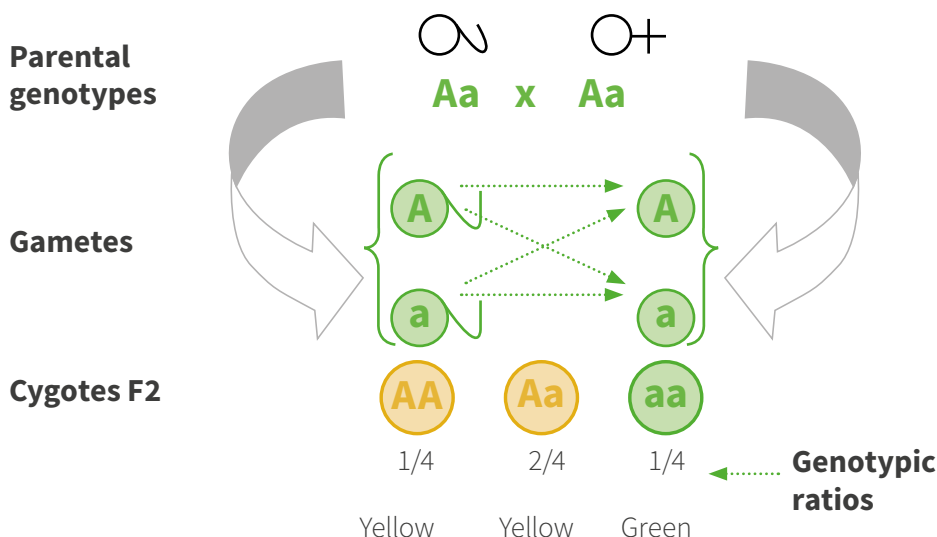 Parental
genotypes
Aa x Aa
Gametes
A A
a a
Cygotes F2
AA Aa aa
1/4 2/4 1/4
Genotypic
ratios
Yellow Yellow Green